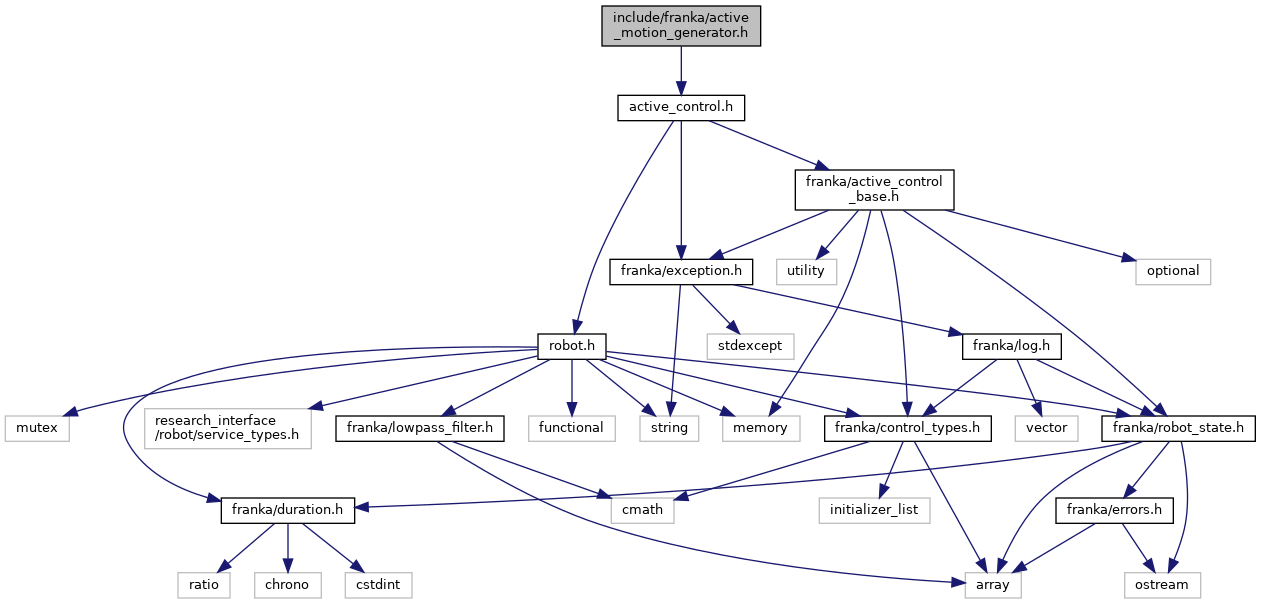 include/franka/active
_motion_generator.h
active_control.h
franka/active_control
_base.h
franka/exception.h
utility
optional
robot.h
stdexcept
franka/log.h
mutex
research_interface
/robot/service_types.h
franka/lowpass_filter.h
functional
string
memory
franka/control_types.h
vector
franka/robot_state.h
franka/duration.h
cmath
initializer_list
franka/errors.h
ratio
chrono
cstdint
array
ostream